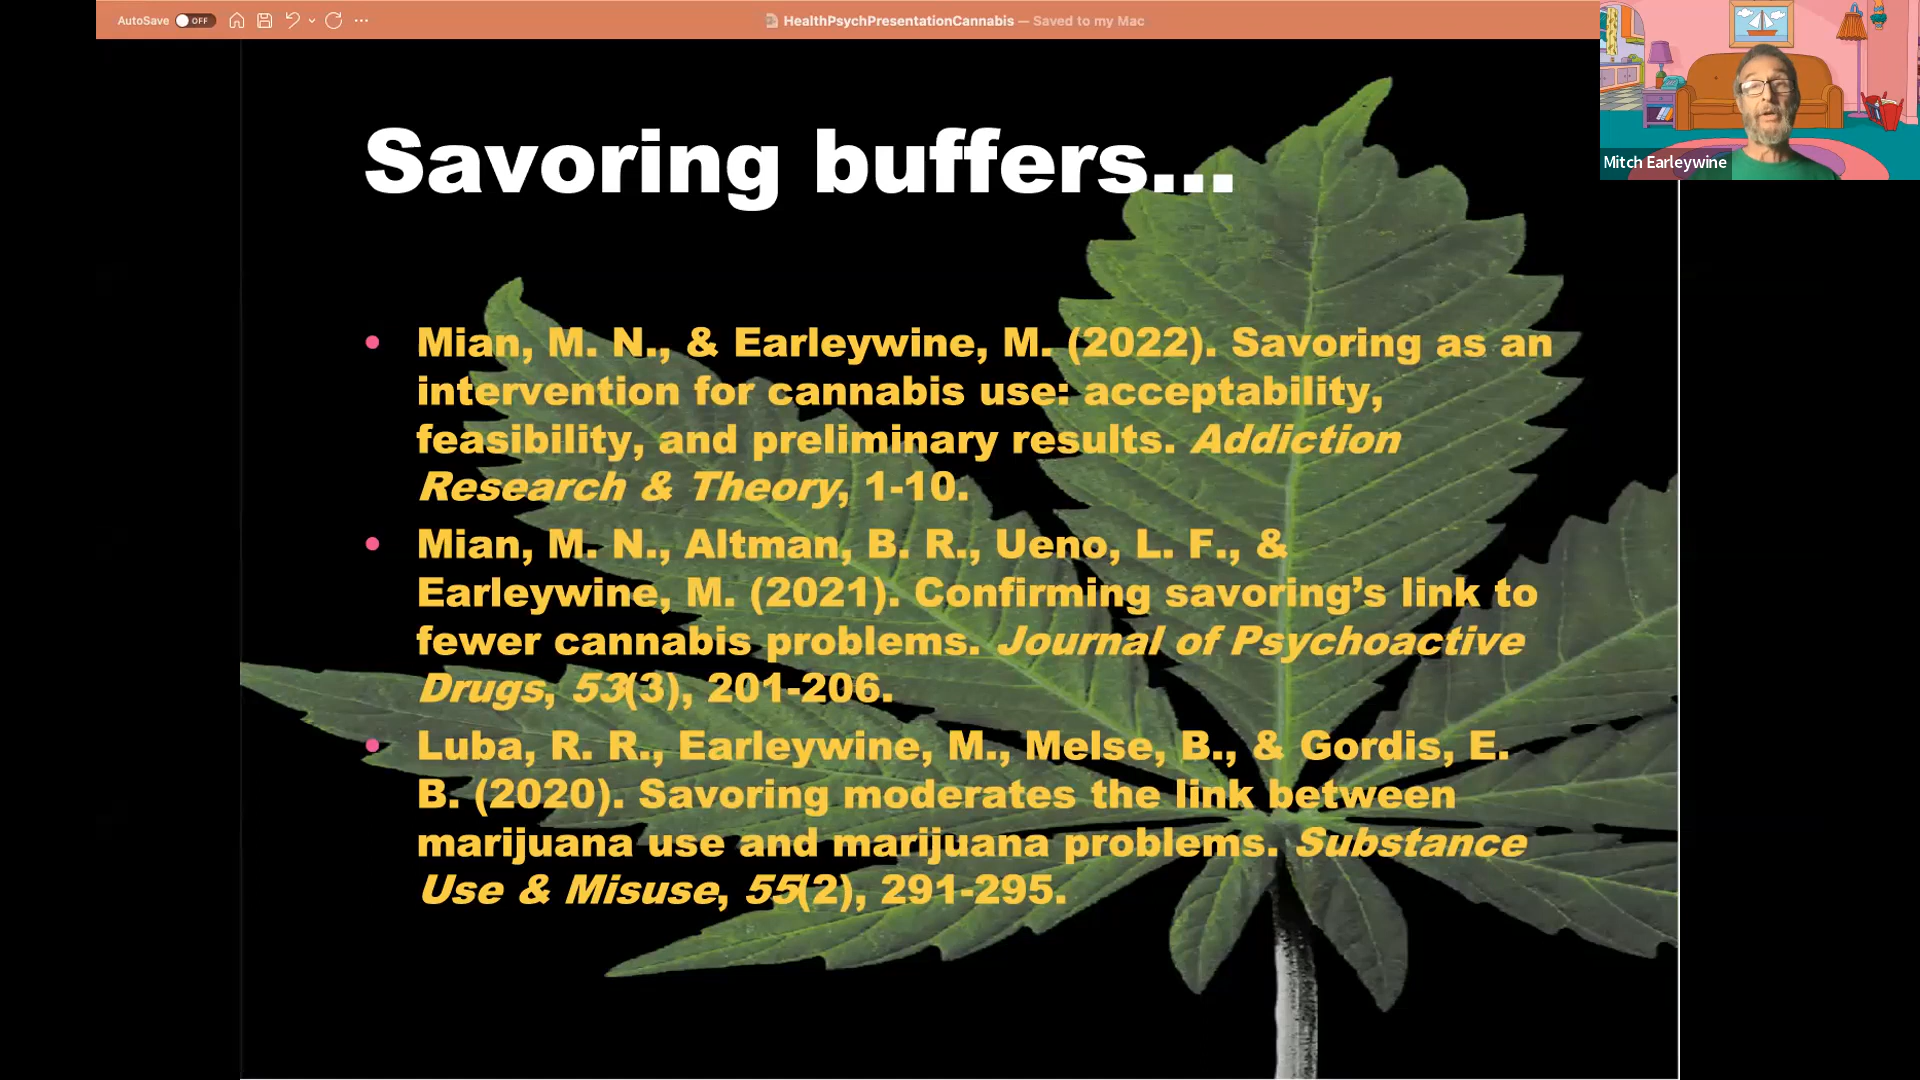 AutoSave OFF
HealthPsychPresentationCannabis — Saved to my Mac
Mitch Earleywine
Savoring buffers...
• Mian, M. N., & Earleywine, M. (2022). Savoring as an
intervention for cannabis use: acceptability,
feasibility, and preliminary results. Addiction
Research & Theory, 1-10.
• Mian, M. N., Altman, B. R., Ueno, L. F., &
Earleywine, M. (2021). Confirming savoring’s link to
fewer cannabis problems. Journal of Psychoactive
Drugs, 53(3), 201-206.
• Luba, R. R., Earleywine, M., Melse, B., & Gordis, E.
B. (2020). Savoring moderates the link between
marijuana use and marijuana problems. Substance
Use & Misuse, 55(2), 291-295.